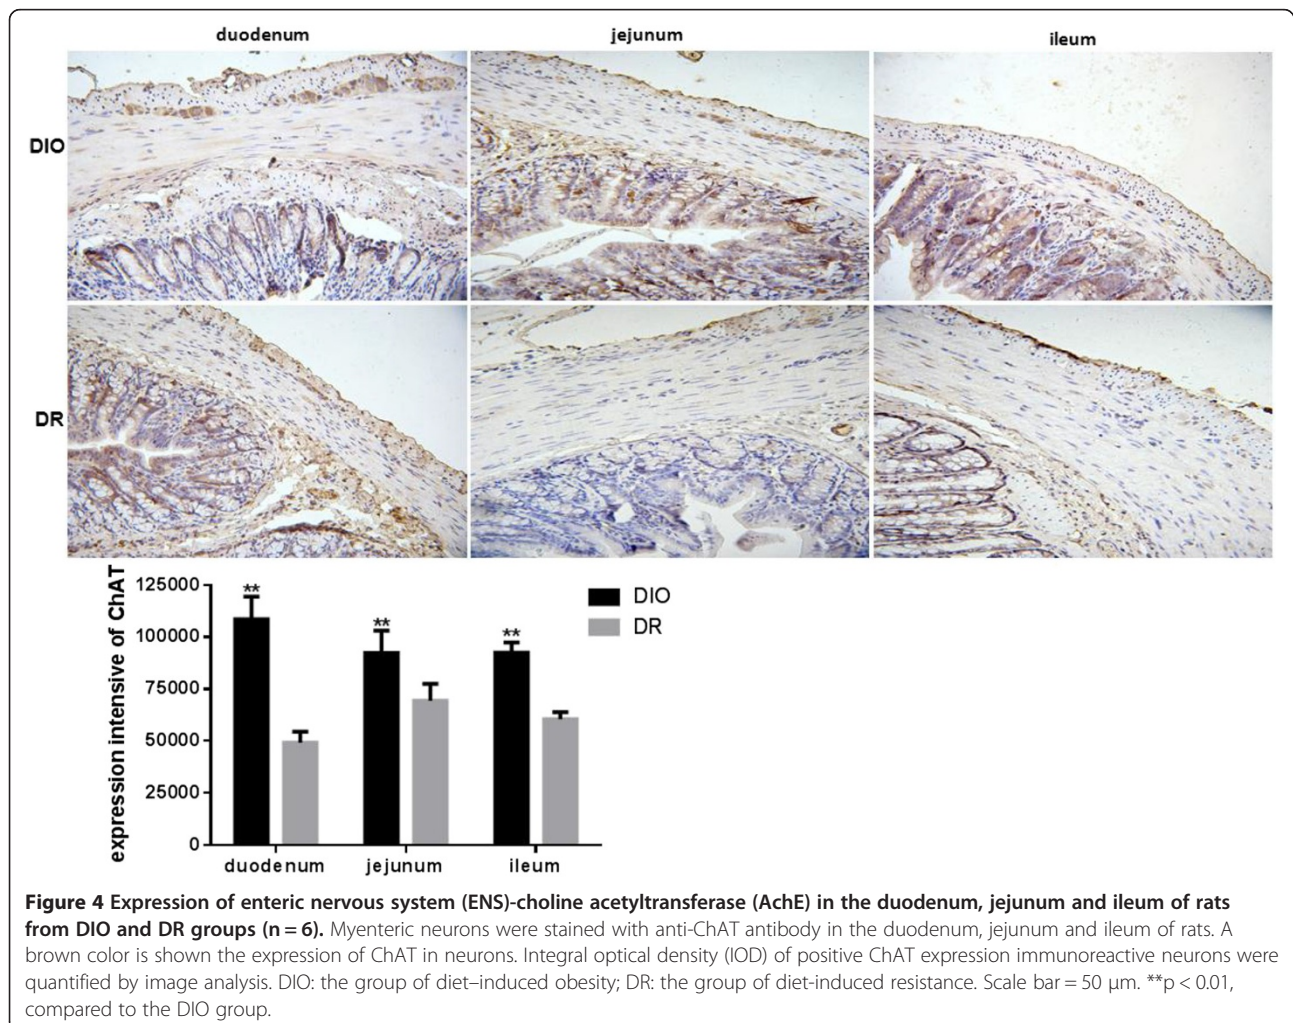 duodenum
jejunum
ileum
DIO
DR
expression intensive of ChAT
125000
100000
75000
50000
25000
0
**
**
**
duodenum
jejunum
ileum
DIO
DR
Figure 4 Expression of enteric nervous system (ENS)-choline acetyltransferase (AchE) in the duodenum, jejunum and ileum of rats
from DIO and DR groups (n = 6). Myenteric neurons were stained with anti-ChAT antibody in the duodenum, jejunum and ileum of rats. A
brown color is shown the expression of ChAT in neurons. Integral optical density (IOD) of positive ChAT expression immunoreactive neurons were
quantified by image analysis. DIO: the group of diet–induced obesity; DR: the group of diet-induced resistance. Scale bar = 50 μm. **p < 0.01,
compared to the DIO group.